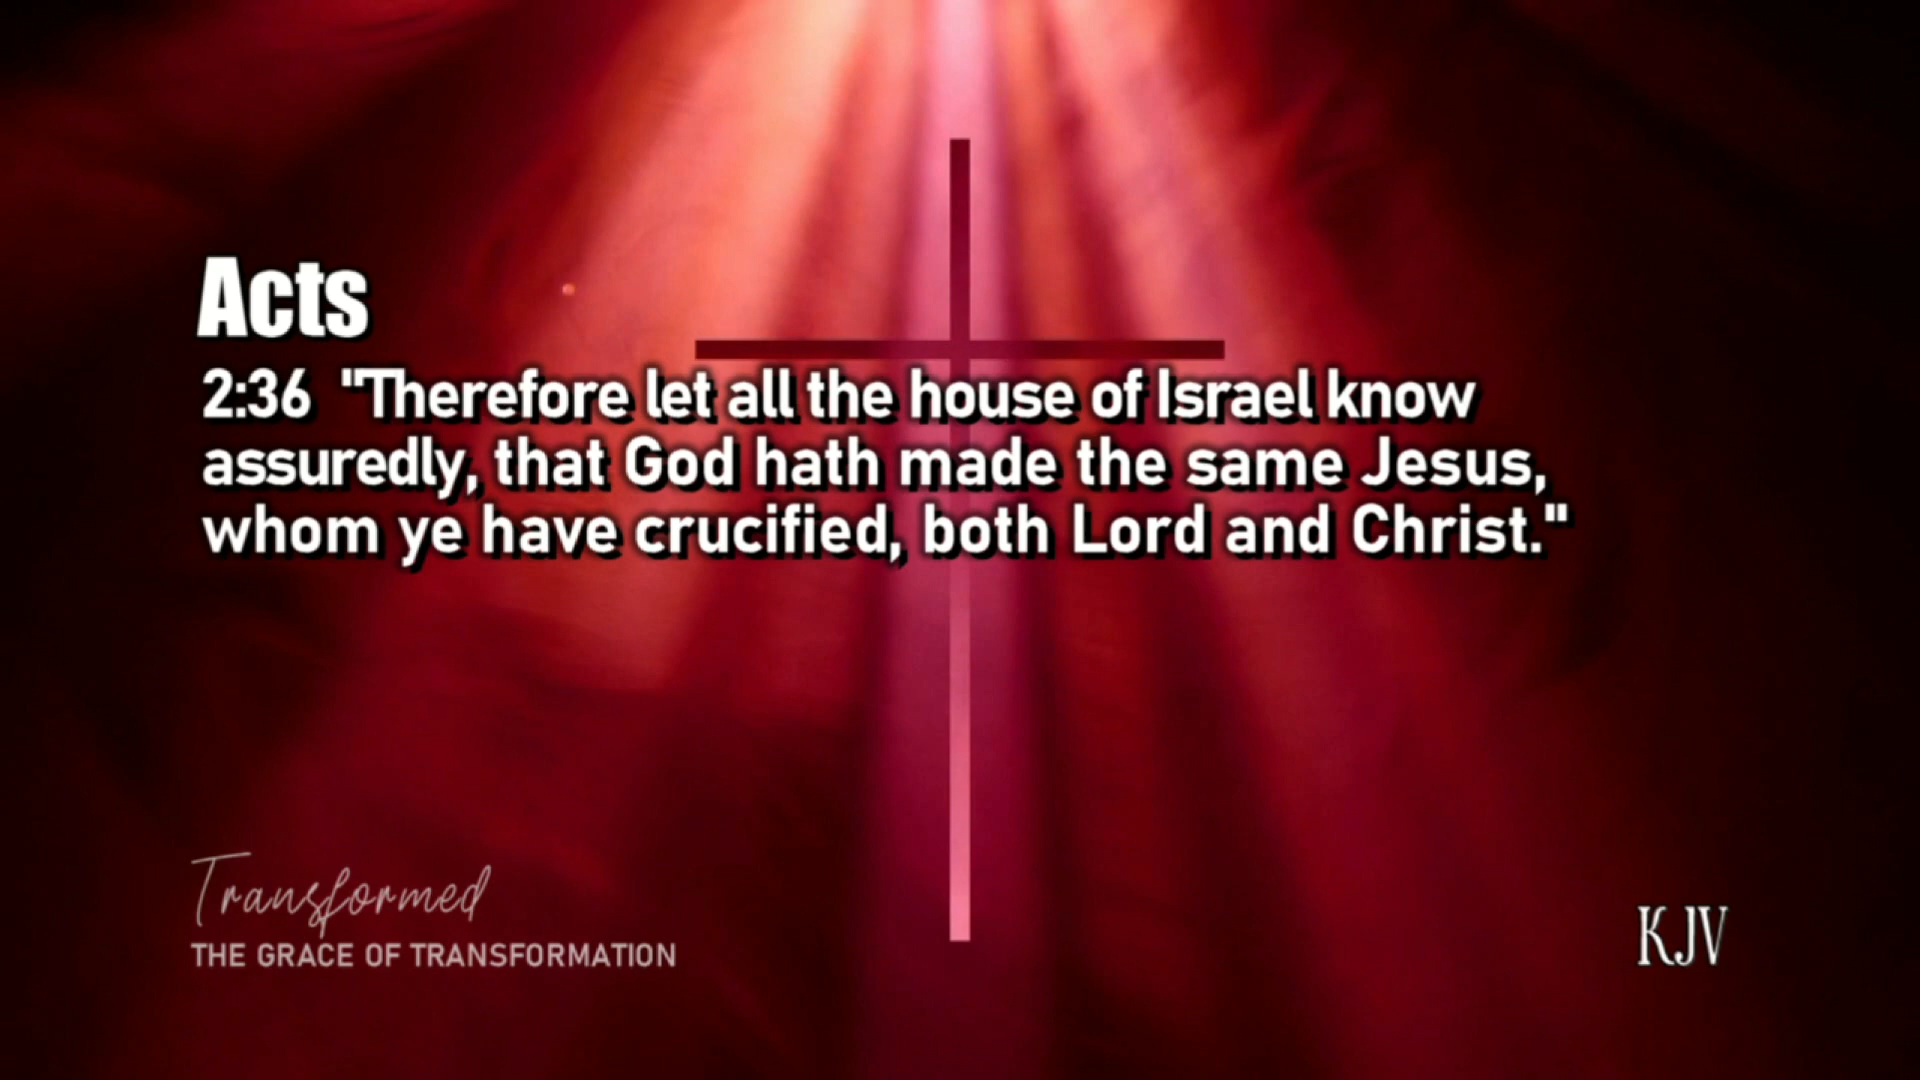 Acts
2:36 "Therefore let all the house of Israel know
assuredly, that God hath made the same Jesus,
whom ye have crucified, both Lord and Christ."
Transformed
THE GRACE OF TRANSFORMATION
KJV